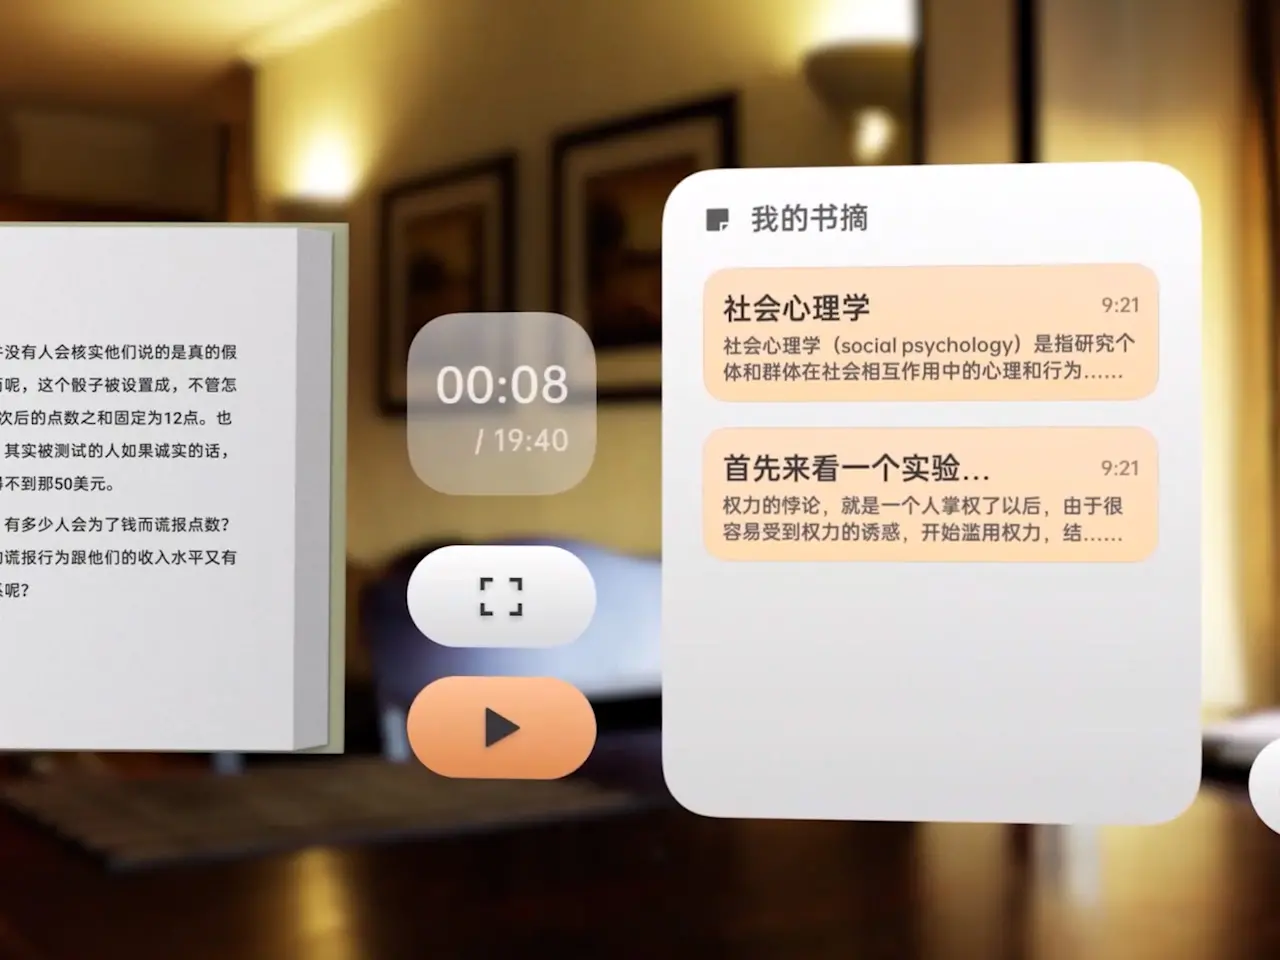 没有人会核实他们说的是真的假
呢，这个骰子被设置成，不管怎
次后的点数之和固定为12点。也
其实被测试的人如果诚实的话，
不到那50美元。
有多少人会为了钱而谎报点数？
谎报行为跟他们的收入水平又有
呢？
00:08
/ 19:40
我的书摘
社会心理学
9:21
社会心理学（social psychology）是指研究个
体和群体在社会相互作用中的心理和行为......
首先来看一个实验...
9:21
权力的悖论，就是一个人掌权了以后，由于很
容易受到权力的诱惑，开始滥用权力，结......